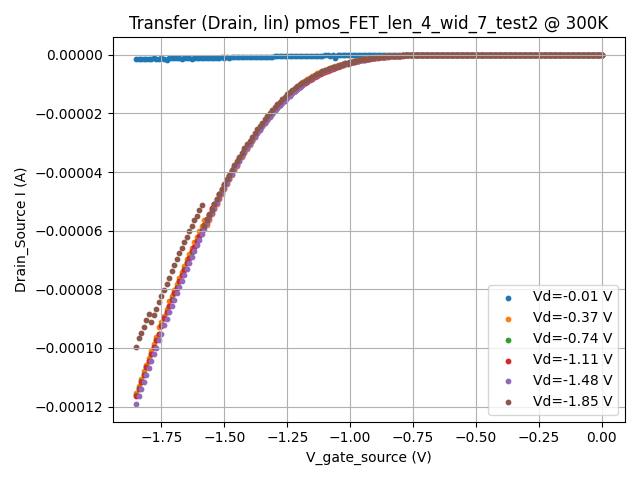 Transfer (Drain, lin) pmos_FET_len_4_wid_7_test2 @ 300K
Drain_Source I (A)
0.00000
−0.00002
−0.00004
−0.00006
−0.00008
−0.00010
−0.00012
Vd=-0.01 V
Vd=-0.37 V
Vd=-0.74 V
Vd=-1.11 V
Vd=-1.48 V
Vd=-1.85 V
−1.75
−1.50
−1.25
−1.00
−0.75
−0.50
−0.25
0.00
V_gate_source (V)